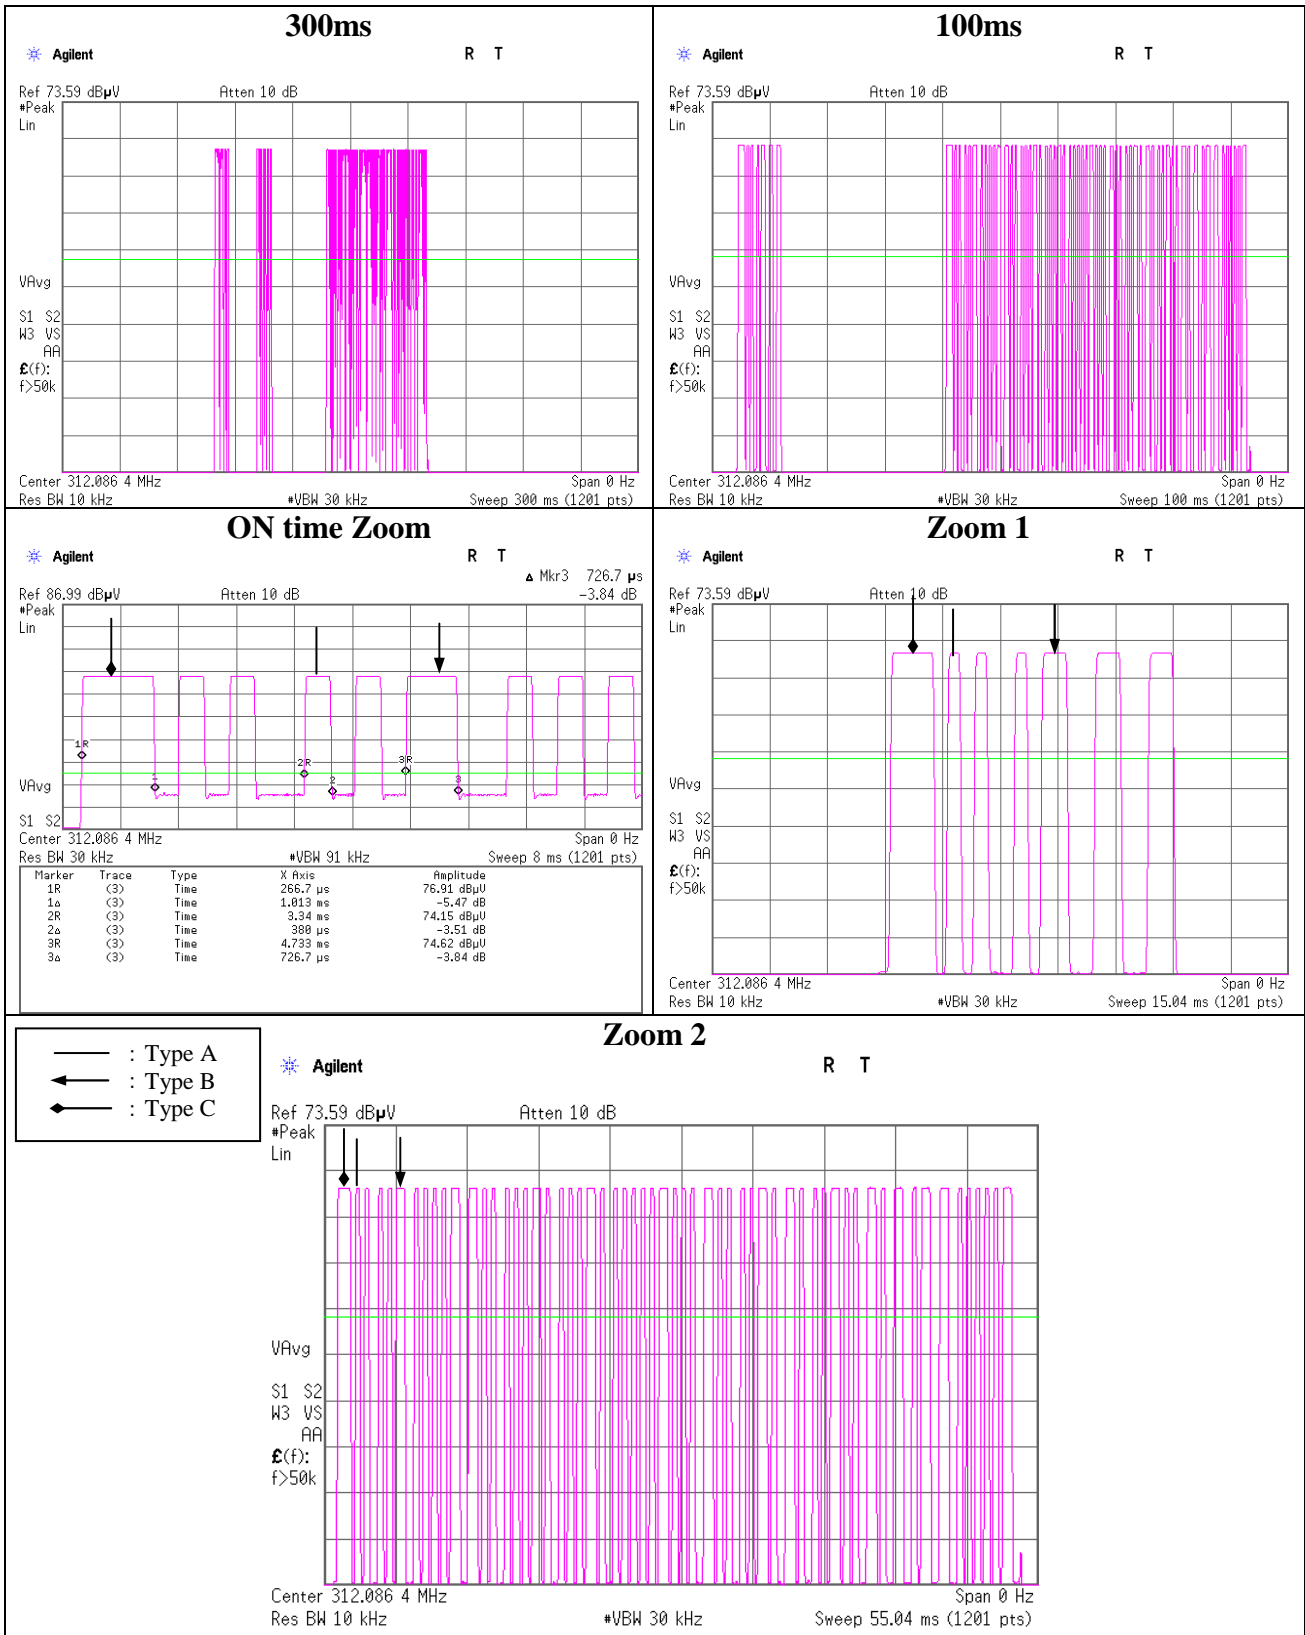 300ms
Agilent R T
Ref 73.59 dBµV Atten 10 dB
#Peak
Lin
VAvg
S1 S2
W3 VS
AA
£(f):
f>50k
Center 312.086 4 MHz Span 0 Hz
Res BW 10 kHz #VBW 30 kHz Sweep 300 ms (1201 pts)
100ms
Agilent R T
Ref 73.59 dBµV Atten 10 dB
#Peak
Lin
VAvg
S1 S2
W3 VS
AA
£(f):
f>50k
Center 312.086 4 MHz Span 0 Hz
Res BW 10 kHz #VBW 30 kHz Sweep 100 ms (1201 pts)
ON time Zoom
Agilent R T
Δ Mkr3 726.7 µs
Ref 86.99 dBµV Atten 10 dB -3.84 dB
#Peak
Lin
1R
1
2R
2
3R
3
VAvg
S1 S2
Center 312.086 4 MHz Span 0 Hz
Res BW 30 kHz #VBW 91 kHz Sweep 8 ms (1201 pts)
Marker Trace Type X Axis Amplitude
1R (3) Time 266.7 µs 76.91 dBµV
1Δ (3) Time 1.013 ms -5.47 dB
2R (3) Time 3.34 ms 74.15 dBµV
2Δ (3) Time 380 µs -3.51 dB
3R (3) Time 4.733 ms 74.62 dBµV
3Δ (3) Time 726.7 µs -3.84 dB
Zoom 1
Agilent R T
Ref 73.59 dBµV Atten 10 dB
#Peak
Lin
VAvg
S1 S2
W3 VS
AA
£(f):
f>50k
Center 312.086 4 MHz Span 0 Hz
Res BW 10 kHz #VBW 30 kHz Sweep 15.04 ms (1201 pts)
: Type A
: Type B
: Type C
Zoom 2
Agilent R T
Ref 73.59 dBµV Atten 10 dB
#Peak
Lin
VAvg
S1 S2
W3 VS
AA
£(f):
f>50k
Center 312.086 4 MHz Span 0 Hz
Res BW 10 kHz #VBW 30 kHz Sweep 55.04 ms (1201 pts)